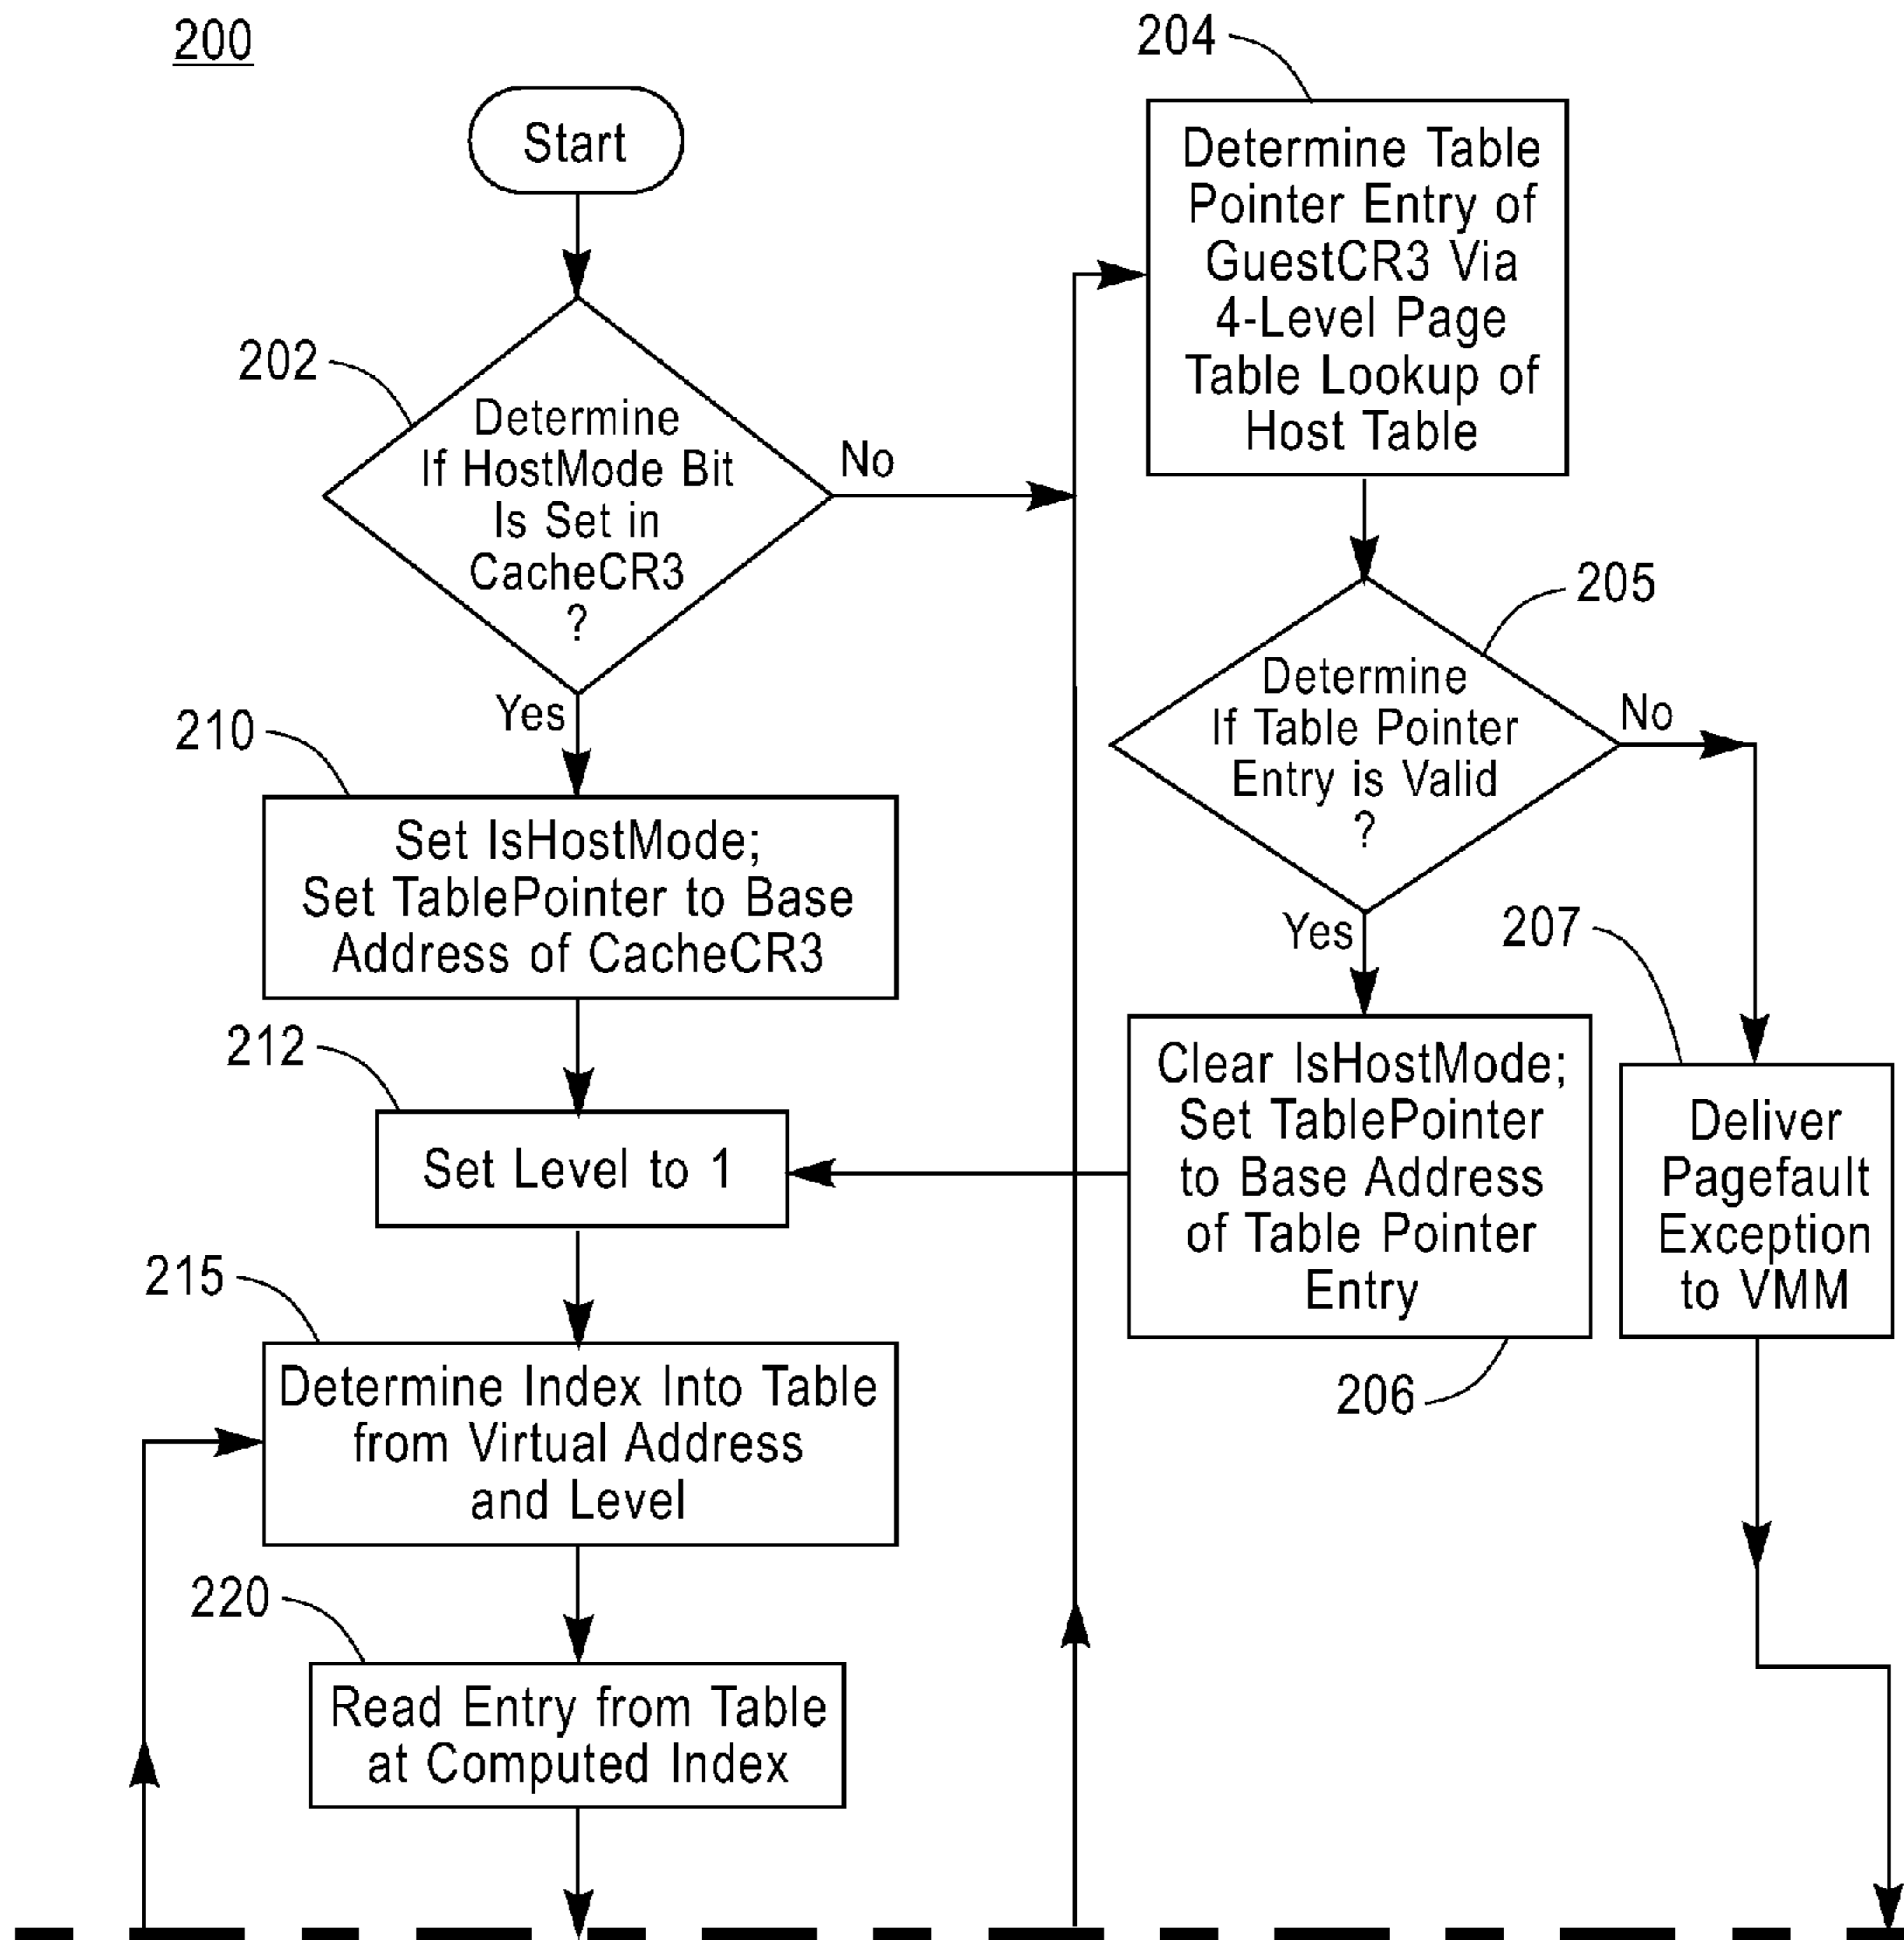 200
Start
202
Determine
If HostMode Bit
Is Set in
CacheCR3
?
No
Yes
210
Set IsHostMode;
Set TablePointer to Base
Address of CacheCR3
212
Set Level to 1
215
Determine Index Into Table
from Virtual Address
and Level
220
Read Entry from Table
at Computed Index
204
Determine Table
Pointer Entry of
GuestCR3 Via
4-Level Page
Table Lookup of
Host Table
205
Determine
If Table Pointer
Entry is Valid
?
No
Yes
207
Clear IsHostMode;
Set TablePointer
to Base Address
of Table Pointer
Entry
206
Deliver
Pagefault
Exception
to VMM